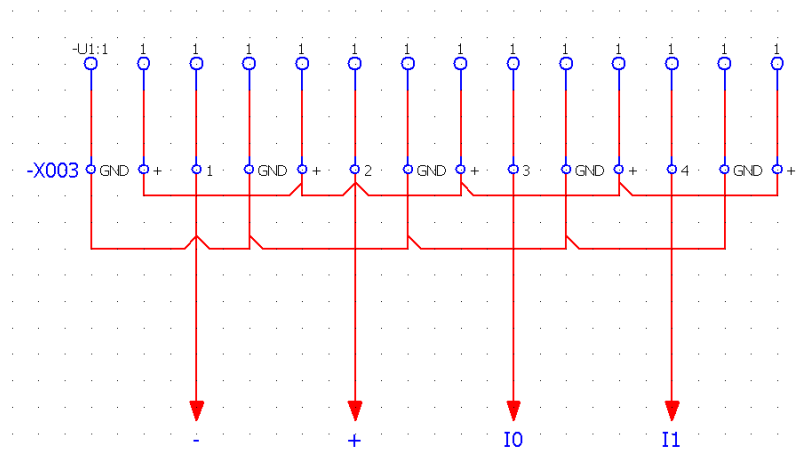 -U1:1 1 1 1 1 1 1 1 1 1 1 1 1 1
-X003 GND + 1 GND + 2 GND + 3 GND + 4 GND +
- + I0 I1